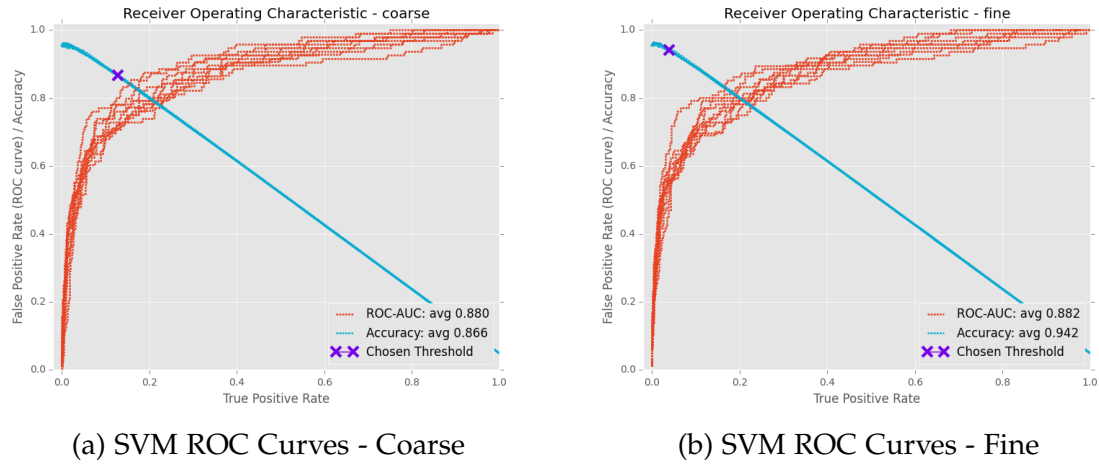 Receiver Operating Characteristic - coarse
False Positive Rate (ROC curve) / Accuracy
1.0
0.8
0.6
0.4
0.2
0.0
0.0 0.2 0.4 0.6 0.8 1.0
True Positive Rate
ROC-AUC: avg 0.880
Accuracy: avg 0.866
Chosen Threshold
(a) SVM ROC Curves - Coarse
Receiver Operating Characteristic - fine
False Positive Rate (ROC curve) / Accuracy
1.0
0.8
0.6
0.4
0.2
0.0
0.0 0.2 0.4 0.6 0.8 1.0
True Positive Rate
ROC-AUC: avg 0.882
Accuracy: avg 0.942
Chosen Threshold
(b) SVM ROC Curves - Fine